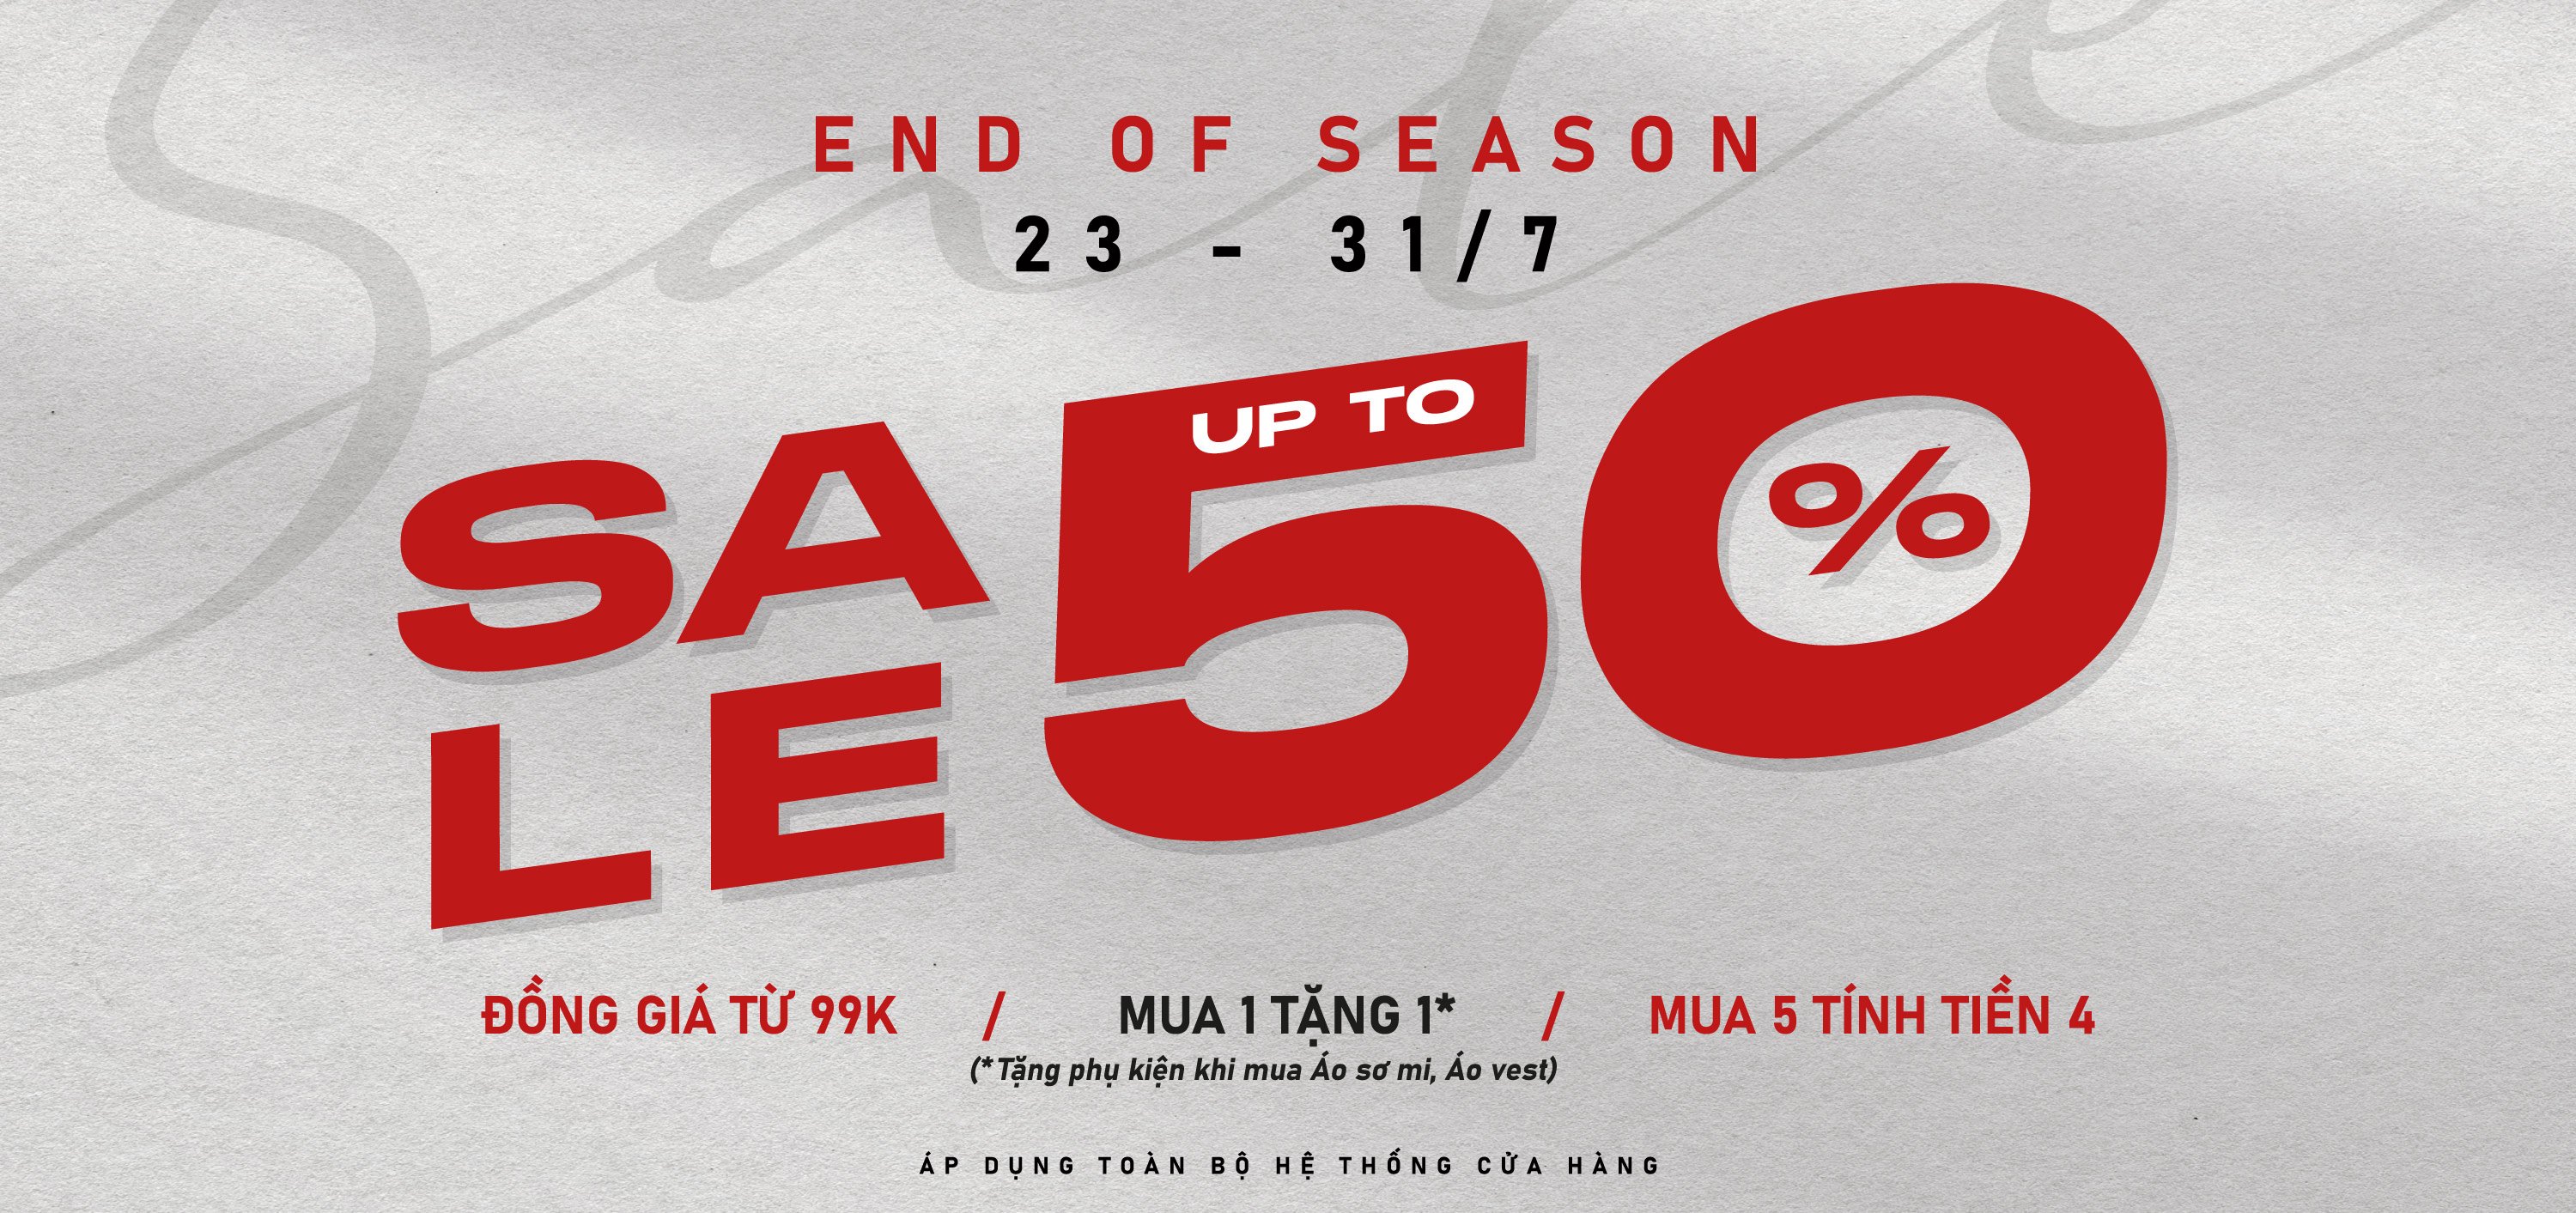 Sale
END OF SEASON
23 - 31/7
SA
LE
UP TO
50%
ĐỒNG GIÁ TỪ 99K / MUA 1 TẶNG 1* / MUA 5 TÍNH TIỀN 4
(*Tặng phụ kiện khi mua Áo sơ mi, Áo vest)
ÁP DỤNG TOÀN BỘ HỆ THỐNG CỬA HÀNG